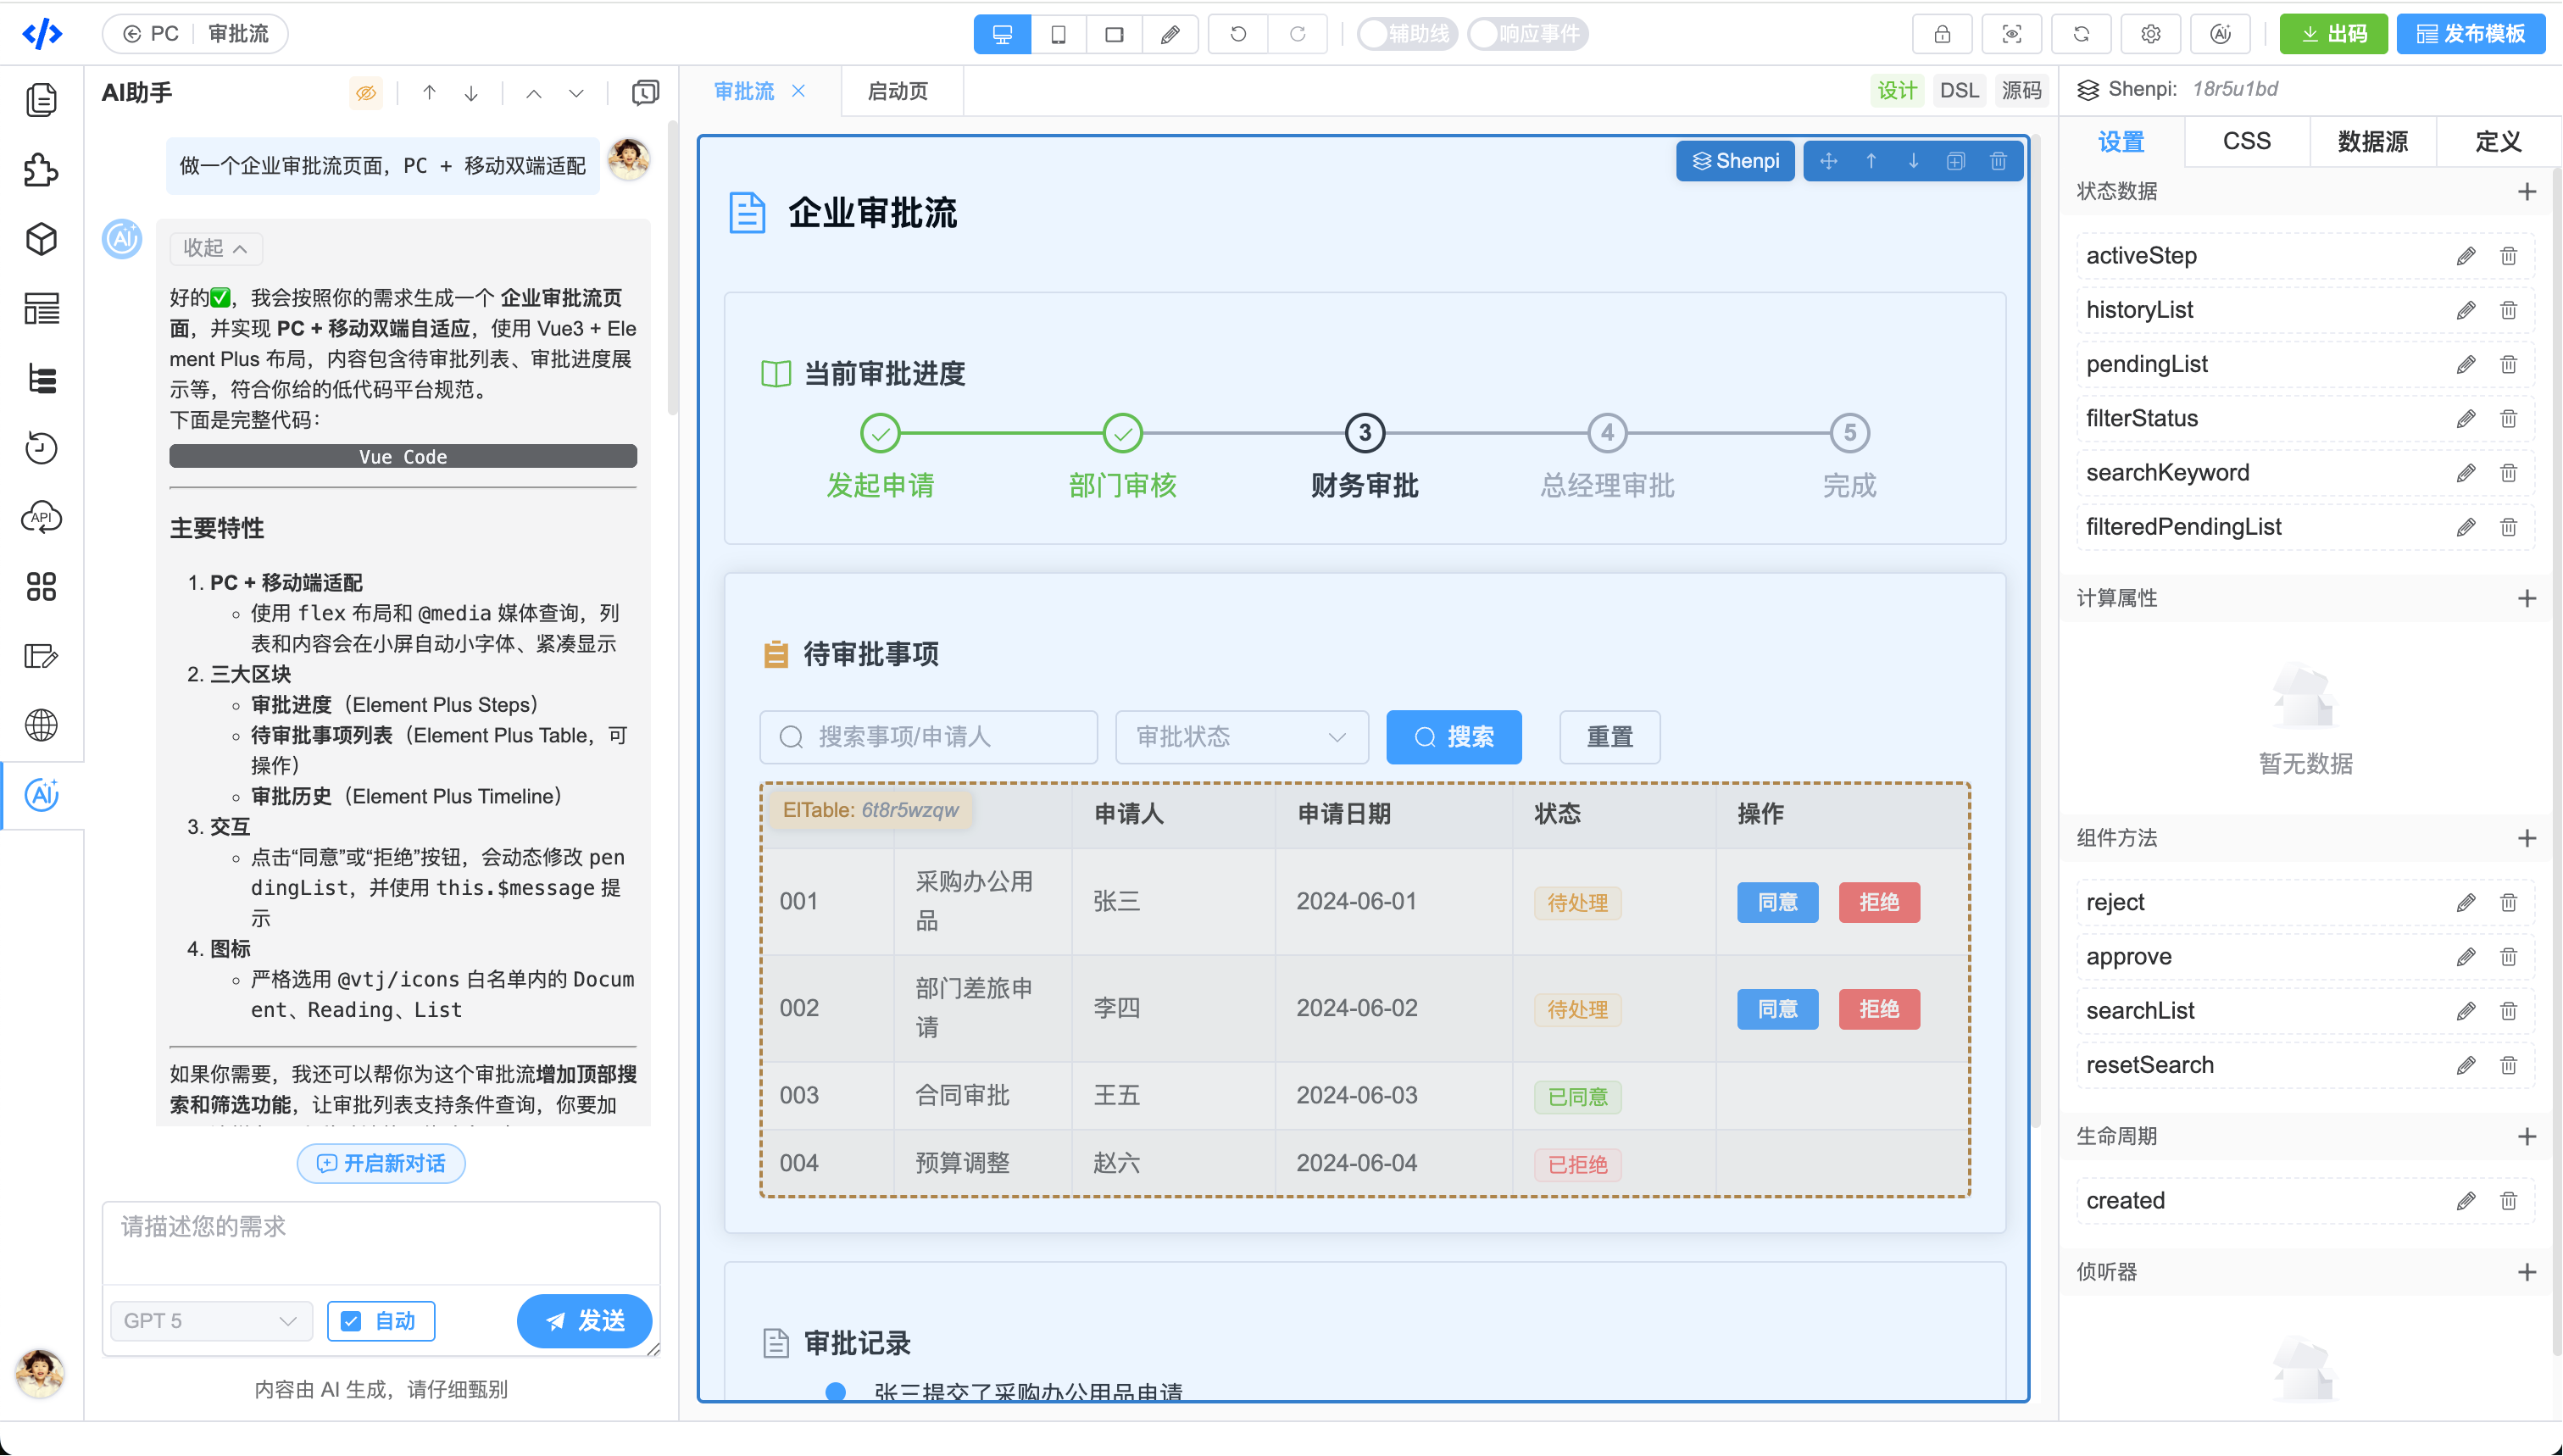 PC 审批流
辅助线
响应事件
出码
发布模板
AI助手
做一个企业审批流页面，PC + 移动双端适配
收起
好的✅，我会按照你的需求生成一个 企业审批流页
面，并实现 PC + 移动双端自适应，使用 Vue3 + Ele
ment Plus 布局，内容包含待审批列表、审批进度展
示等，符合你给的低代码平台规范。
下面是完整代码：
Vue Code
主要特性
1. PC + 移动端适配
使用 flex 布局和 @media 媒体查询，列
表和内容会在小屏自动小字体、紧凑显示
2. 三大区块
审批进度（Element Plus Steps）
待审批事项列表（Element Plus Table，可
操作）
审批历史（Element Plus Timeline）
3. 交互
点击“同意”或“拒绝”按钮，会动态修改 pen
dingList，并使用 this.$message 提
示
4. 图标
严格选用 @vtj/icons 白名单内的 Docum
ent、Reading、List
如果你需要，我还可以帮你为这个审批流增加顶部搜
索和筛选功能，让审批列表支持条件查询，你要加
开启新对话
请描述您的需求
GPT 5
自动
发送
内容由 AI 生成，请仔细甄别
审批流
启动页
设计
DSL
源码
Shenpi
企业审批流
当前审批进度
3
4
5
发起申请
部门审核
财务审批
总经理审批
完成
待审批事项
搜索事项/申请人
审批状态
搜索
重置
ElTable: 6t8r5wzqw
申请人 申请日期 状态 操作
001 采购办公用品 张三 2024-06-01 待处理 同意 拒绝
002 部门差旅申请 李四 2024-06-02 待处理 同意 拒绝
003 合同审批 王五 2024-06-03 已同意
004 预算调整 赵六 2024-06-04 已拒绝
审批记录
张三提交了采购办公用品申请
Shenpi: 18r5u1bd
设置
CSS
数据源
定义
状态数据
activeStep
historyList
pendingList
filterStatus
searchKeyword
filteredPendingList
计算属性
暂无数据
组件方法
reject
approve
searchList
resetSearch
生命周期
created
侦听器
API
AI